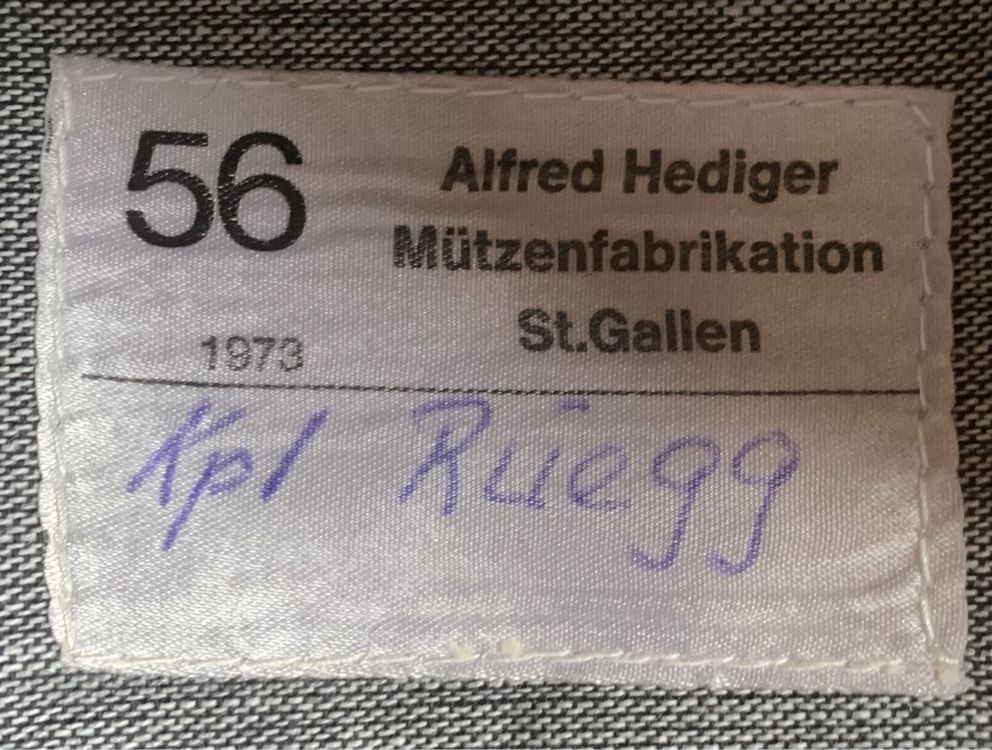 56
Alfred Hediger
Mützenfabrikation
St.Gallen
1973
Kpl Rüegg